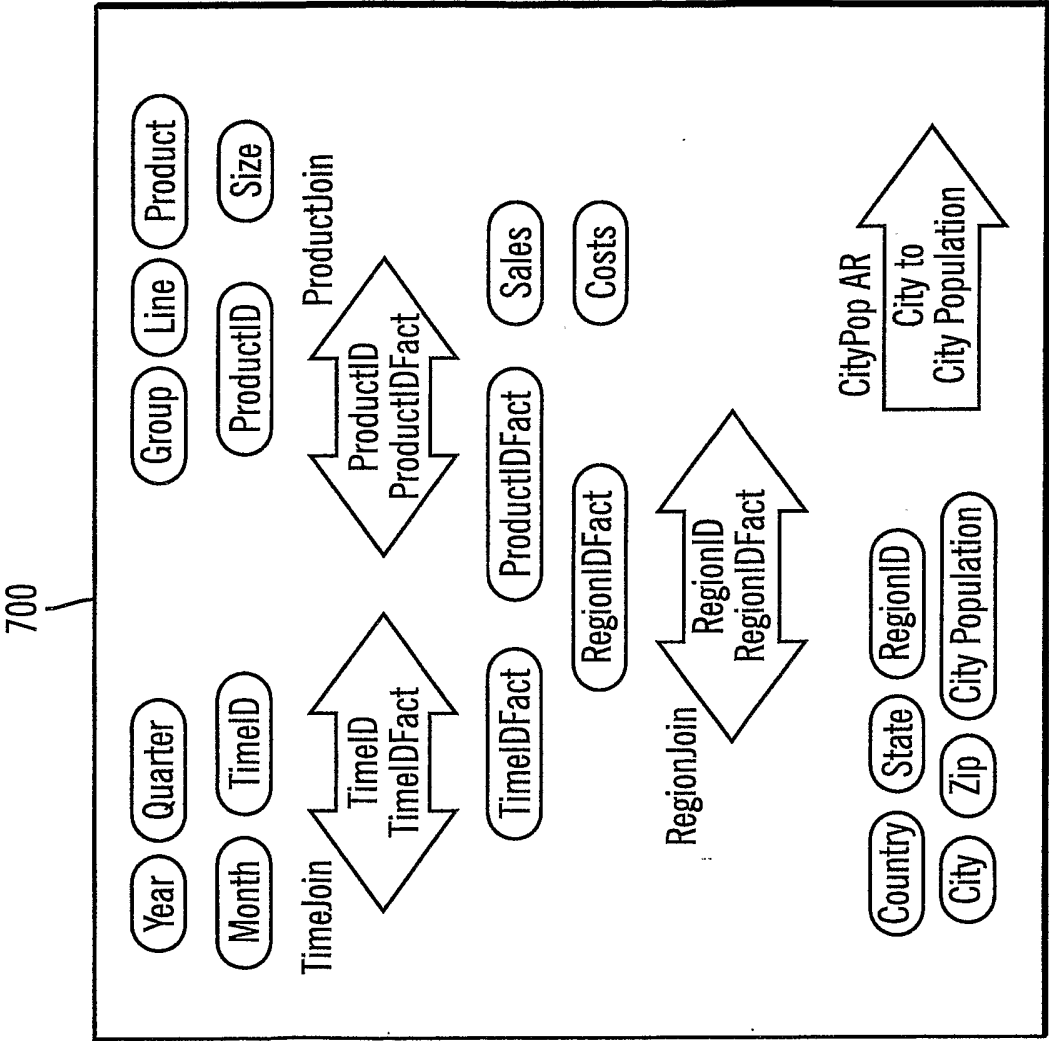 700
Year Quarter
Month TimeID
Group Line Product
ProductID Size
TimeJoin
TimeID
TimeIDFact
ProductJoin
ProductID
ProductIDFact
TimeIDFact ProductIDFact Sales
RegionIDFact Costs
RegionJoin
RegionID
RegionIDFact
CityPop AR
City to
City Population
Country State RegionID
City Zip City Population